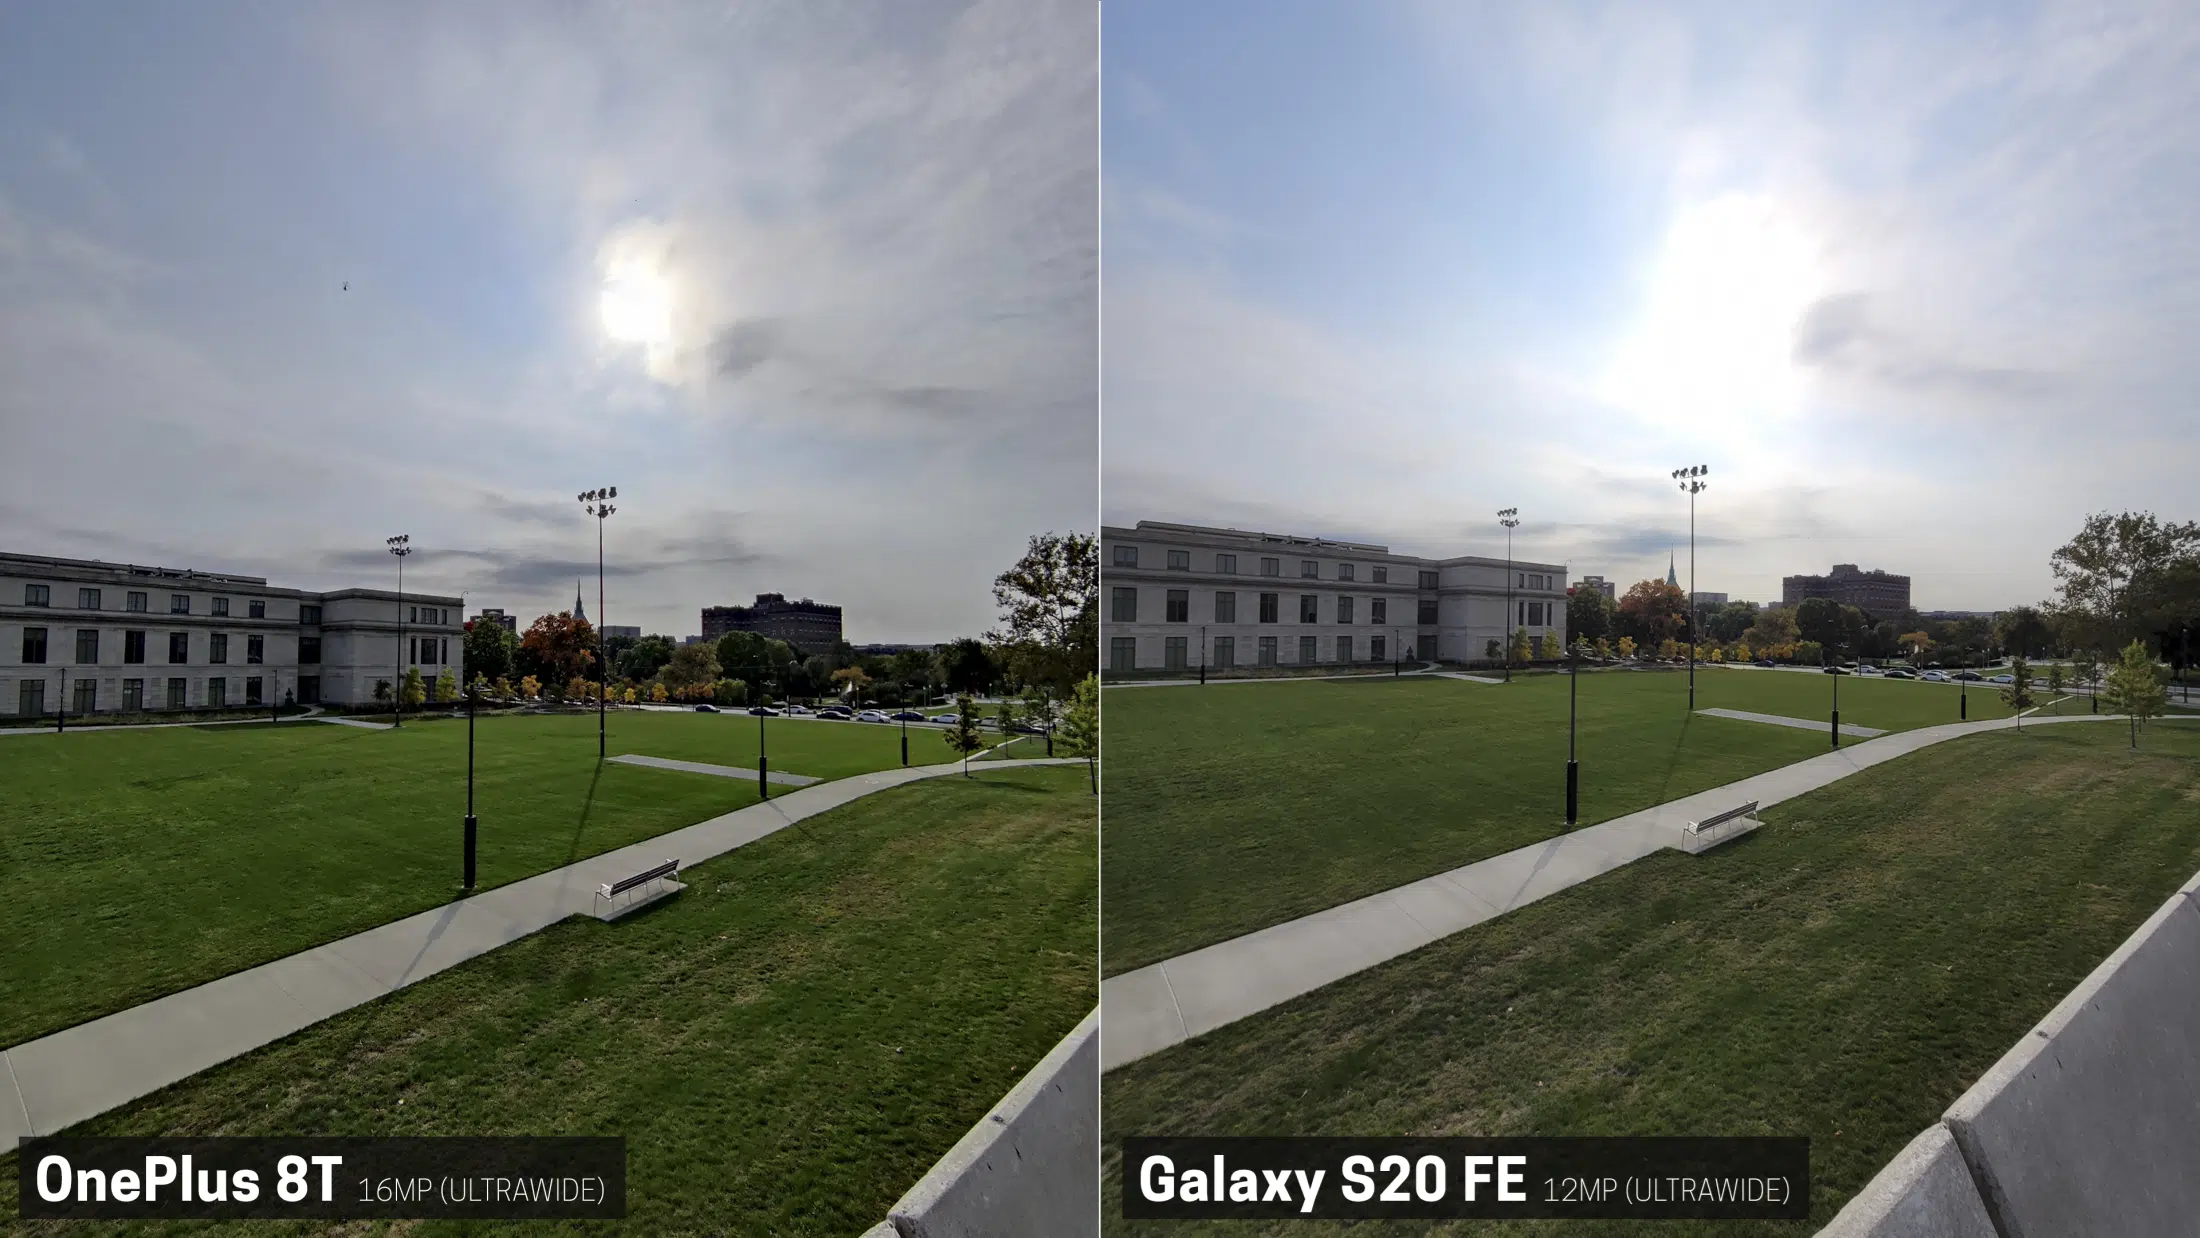 OnePlus 8T 16MP (ULTRAWIDE)
Galaxy S20 FE 12MP (ULTRAWIDE)